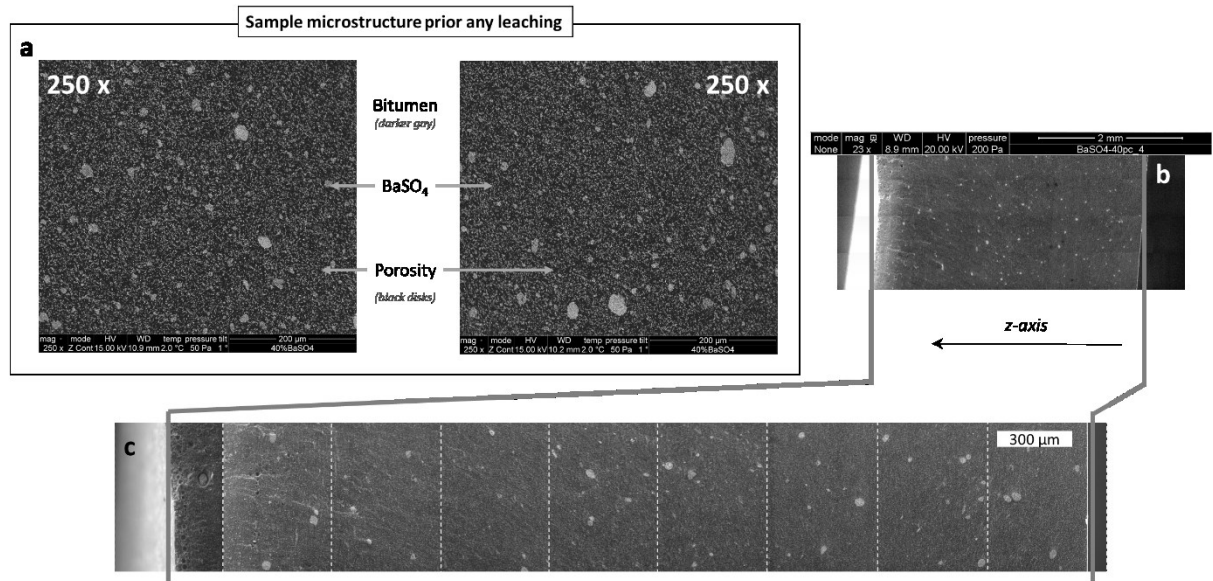 Sample microstructure prior any leaching
a
250 x
250 x
Bitumen
(darker gay)
BaSO₄
Porosity
(black disks)
mag - mode HV WD temp pressure tilt 200 µm
250 x Z Cont 15.00 kV 10.9 mm 2.0 °C 50 Pa 1 ° 40%BaSO4
mag - mode HV WD temp pressure tilt 200 µm
250 x Z Cont 15.00 kV 10.2 mm 2.0 °C 50 Pa 1 ° 40%BaSO4
mode mag WD HV pressure 2 mm
None 23 x 8.9 mm 20.00 kV 200 Pa BaSO4-40pc_4
b
z-axis
c
300 µm